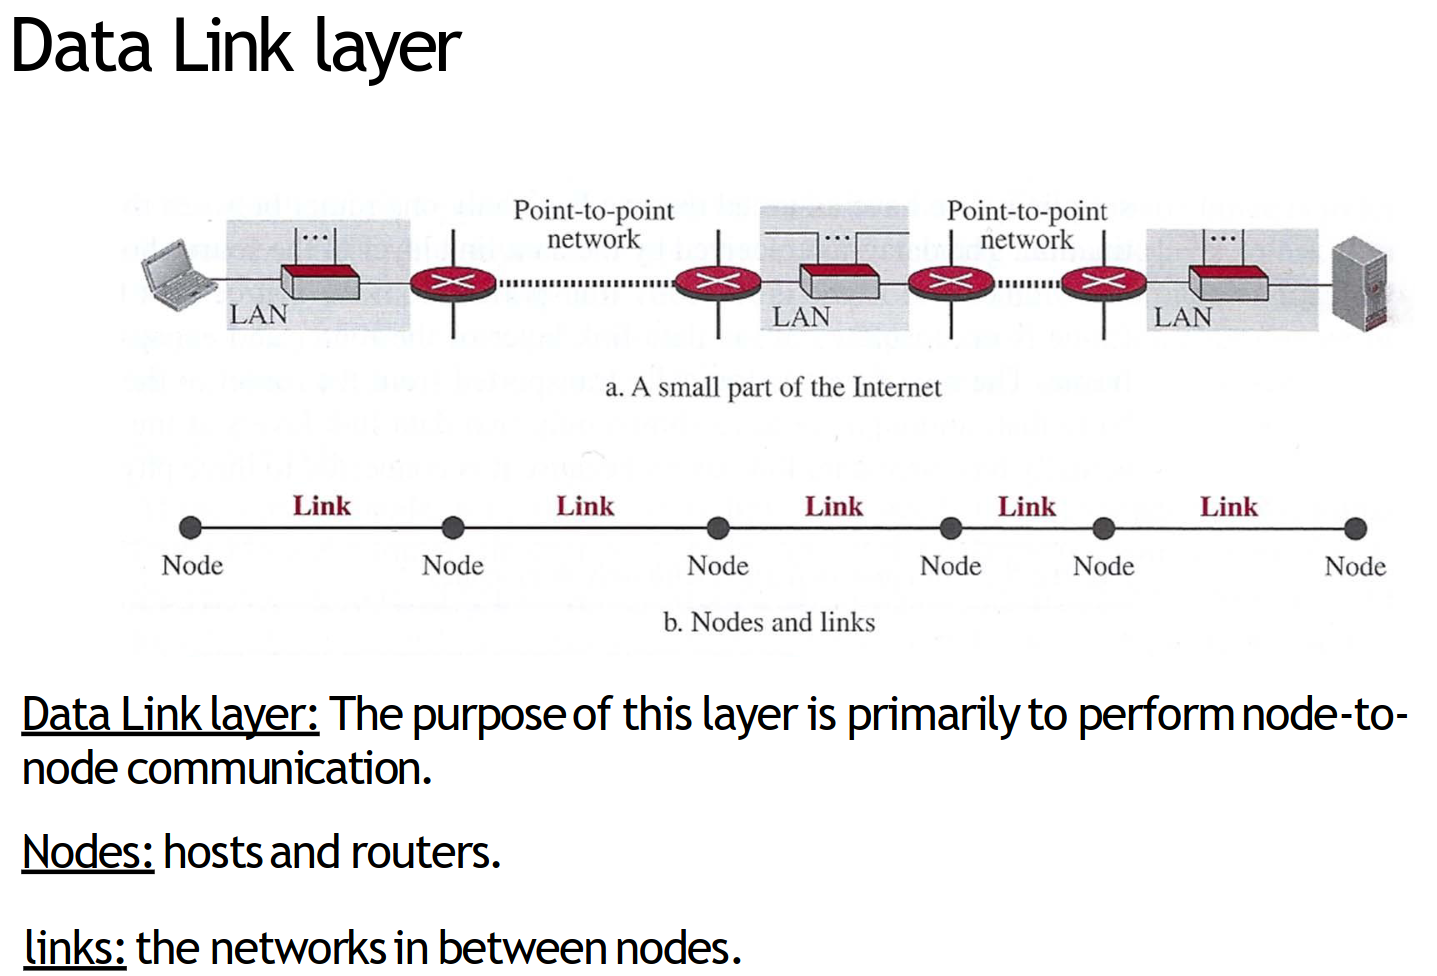 Data Link layer
Point-to-point
network
Point-to-point
network
LAN
LAN
LAN
a. A small part of the Internet
Link
Link
Link
Link
Link
Node
Node
Node
Node
Node
Node
b. Nodes and links
Data Link layer: The purpose of this layer is primarily to perform node-to-
node communication.
Nodes: hosts and routers.
links: the networks in between nodes.